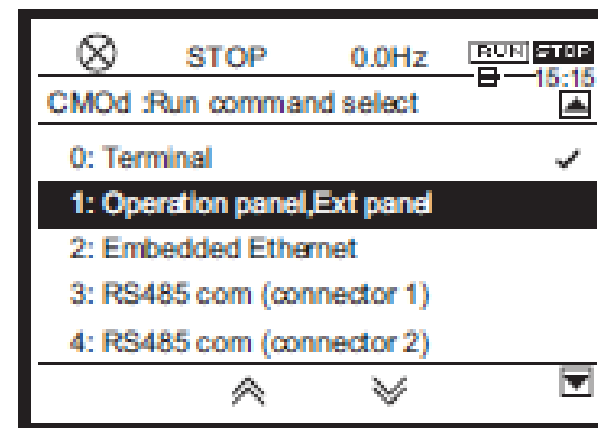 STOP 0.0Hz RUN STOP
15:15
CMOd :Run command select
0: Terminal
1: Operation panel,Ext panel
2: Embedded Ethernet
3: RS485 com (connector 1)
4: RS485 com (connector 2)